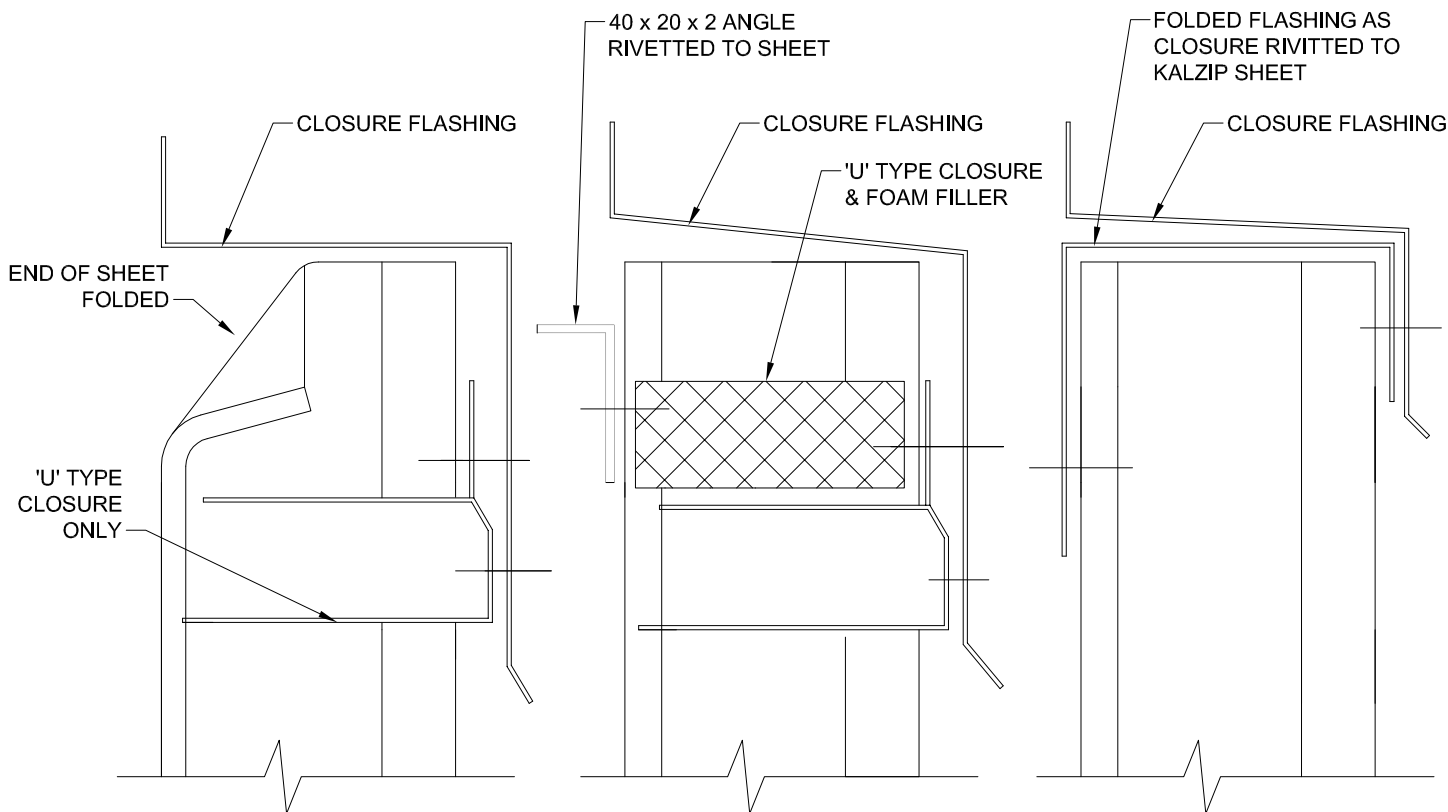 40 x 20 x 2 ANGLE
RIVETTED TO SHEET
FOLDED FLASHING AS
CLOSURE RIVITTED TO
KALZIP SHEET
CLOSURE FLASHING
CLOSURE FLASHING
CLOSURE FLASHING
'U' TYPE CLOSURE
& FOAM FILLER
END OF SHEET
FOLDED
'U' TYPE
CLOSURE
ONLY